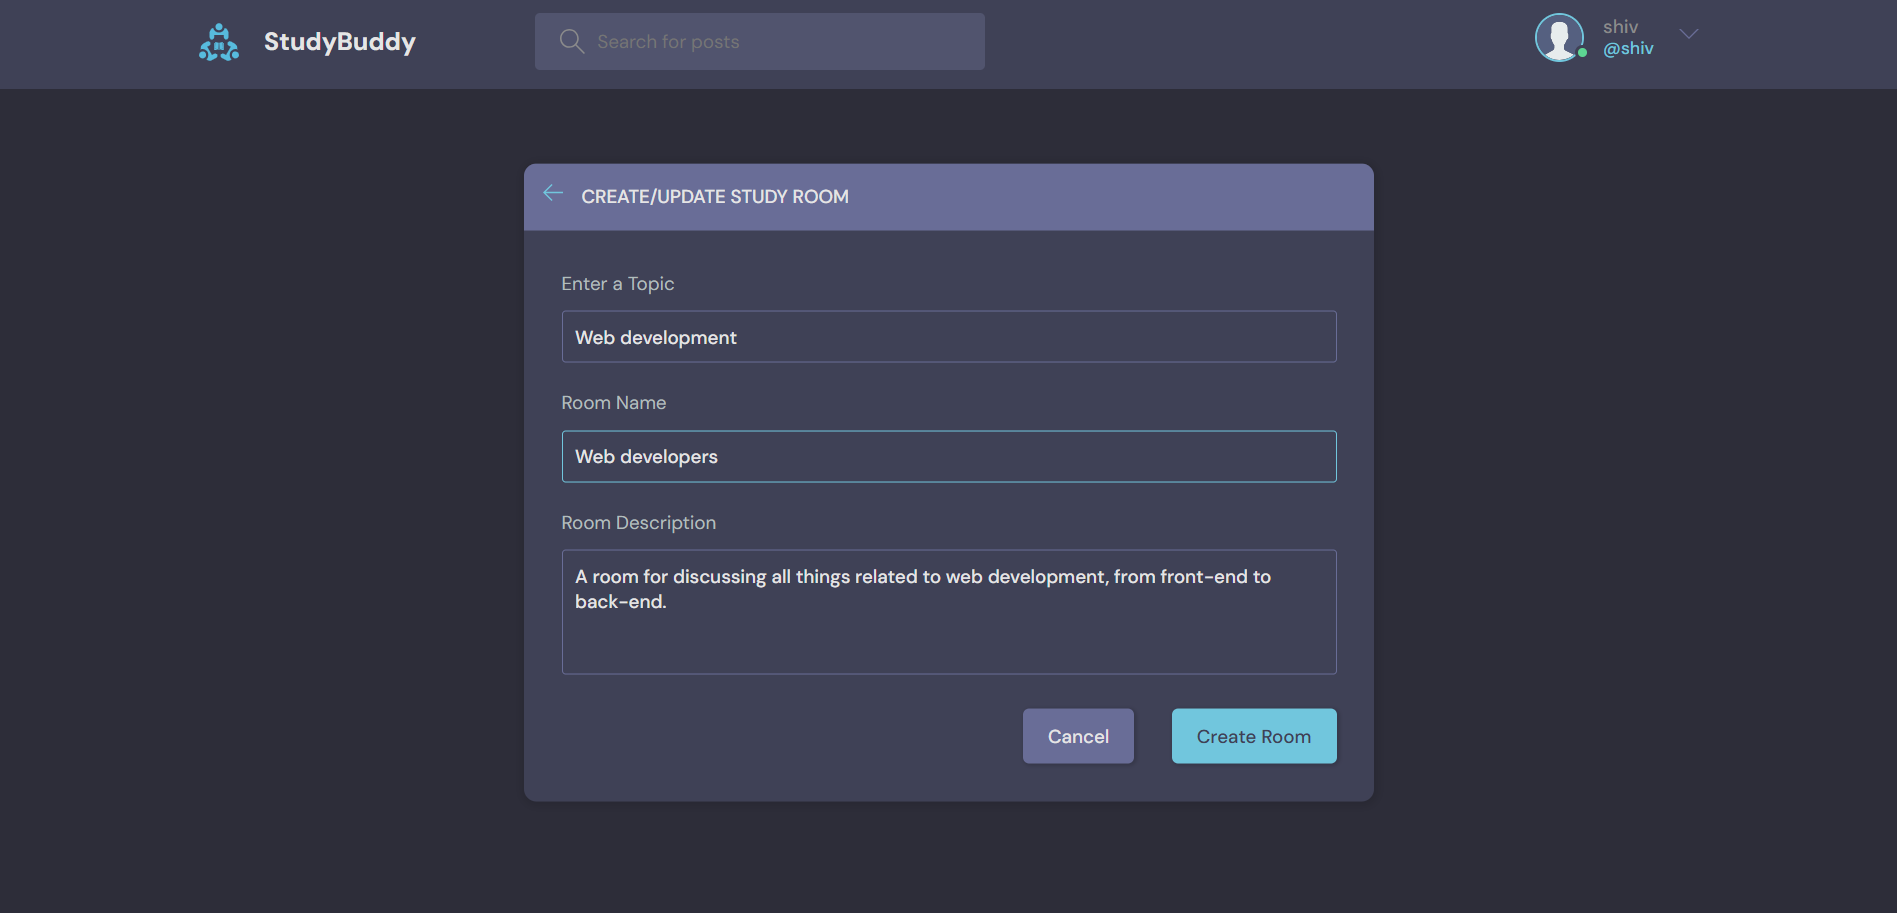 StudyBuddy
Search for posts
shiv
@shiv
CREATE/UPDATE STUDY ROOM
Enter a Topic
Web development
Room Name
Web developers
Room Description
A room for discussing all things related to web development, from front-end to
back-end.
Cancel
Create Room